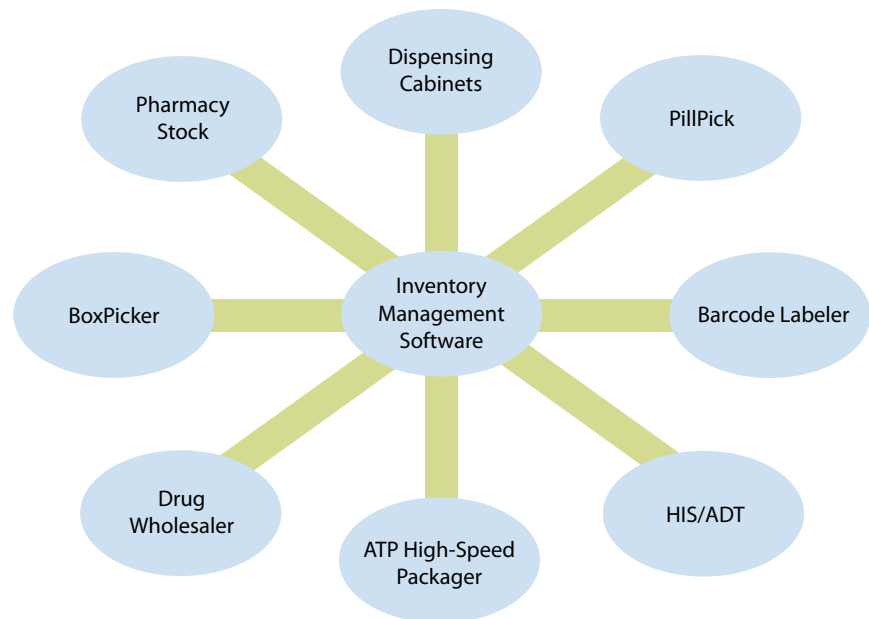 Dispensing
Cabinets
Pharmacy
Stock
PillPick
Inventory
Management
Software
BoxPicker
Barcode Labeler
Drug
Wholesaler
HIS/ADT
ATP High-Speed
Packager